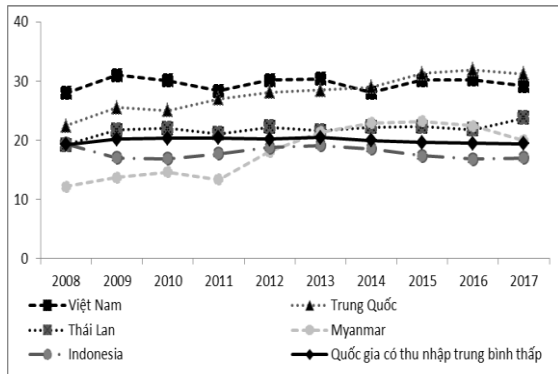 40
30
20
10
0
2008 2009 2010 2011 2012 2013 2014 2015 2016 2017
Việt Nam Trung Quốc
Thái Lan Myanmar
Indonesia Quốc gia có thu nhập trung bình thấp